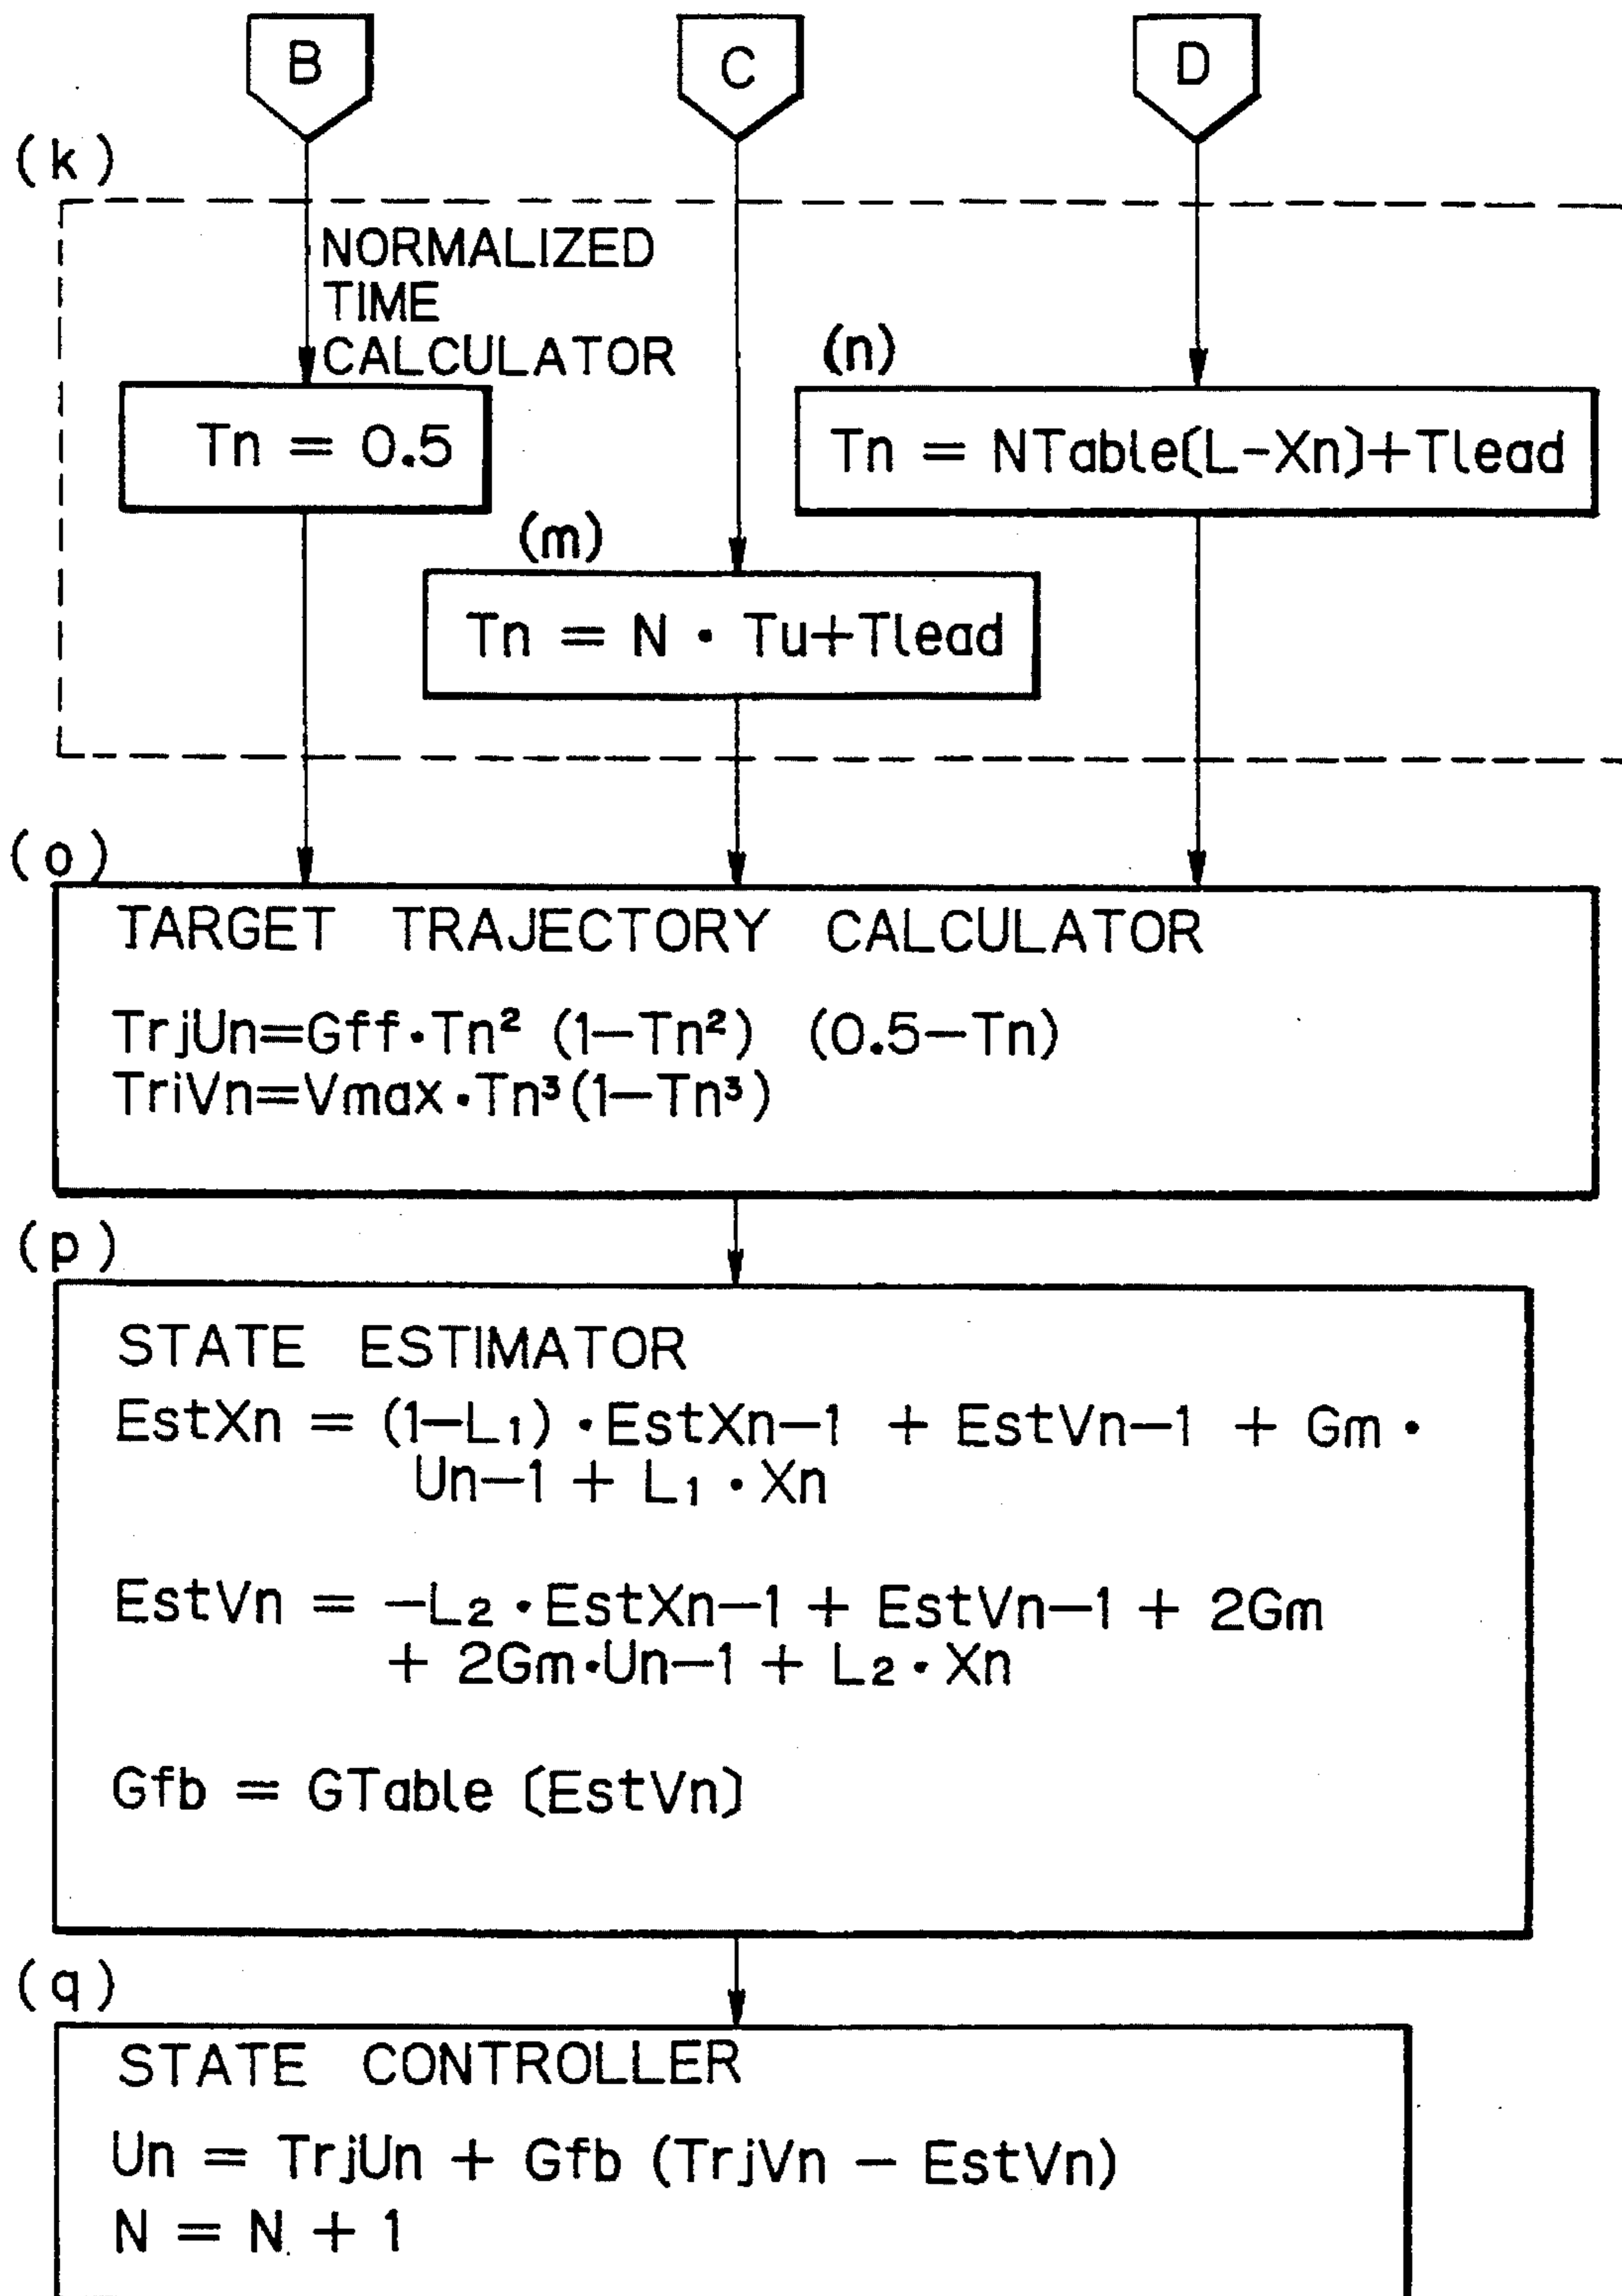 B
C
D
(k)
NORMALIZED
TIME
CALCULATOR
(n)
Tn = 0.5
Tn = NTable(L-Xn)+Tlead
(m)
Tn = N · Tu+Tlead
(o)
TARGET TRAJECTORY CALCULATOR
TrjUn=Gff·Tn² (1-Tn²) (0.5-Tn)
TriVn=Vmax·Tn³(1-Tn³)
(p)
STATE ESTIMATOR
EstXn = (1-L₁)·EstXn-1 + EstVn-1 + Gm·
Un-1 + L₁·Xn
EstVn = -L₂·EstXn-1 + EstVn-1 + 2Gm
+ 2Gm·Un-1 + L₂·Xn
Gfb = GTable (EstVn)
(q)
STATE CONTROLLER
Un = TrjUn + Gfb (TrjVn - EstVn)
N = N + 1